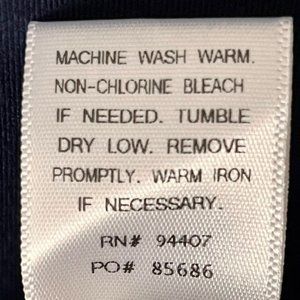 MACHINE WASH WARM.
NON-CHLORINE BLEACH
IF NEEDED. TUMBLE
DRY LOW. REMOVE
PROMPTLY. WARM IRON
IF NECESSARY.
RN# 94407
PO# 85686